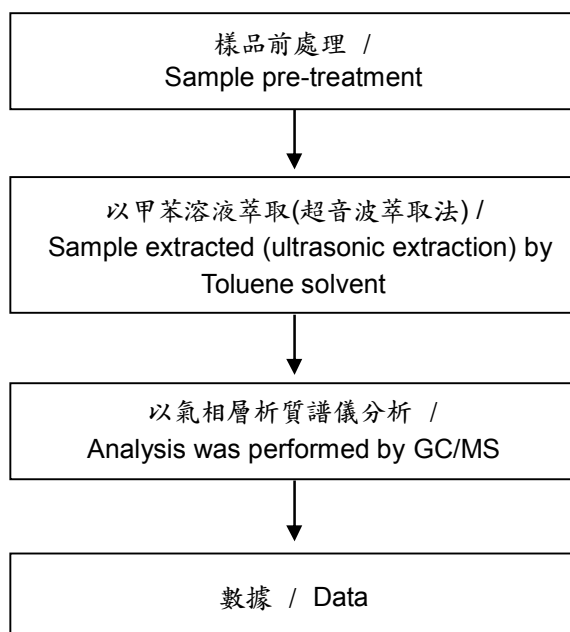 樣品前處理 /
Sample pre-treatment
以甲苯溶液萃取(超音波萃取法) /
Sample extracted (ultrasonic extraction) by
Toluene solvent
以氣相層析質譜儀分析 /
Analysis was performed by GC/MS
數據 / Data